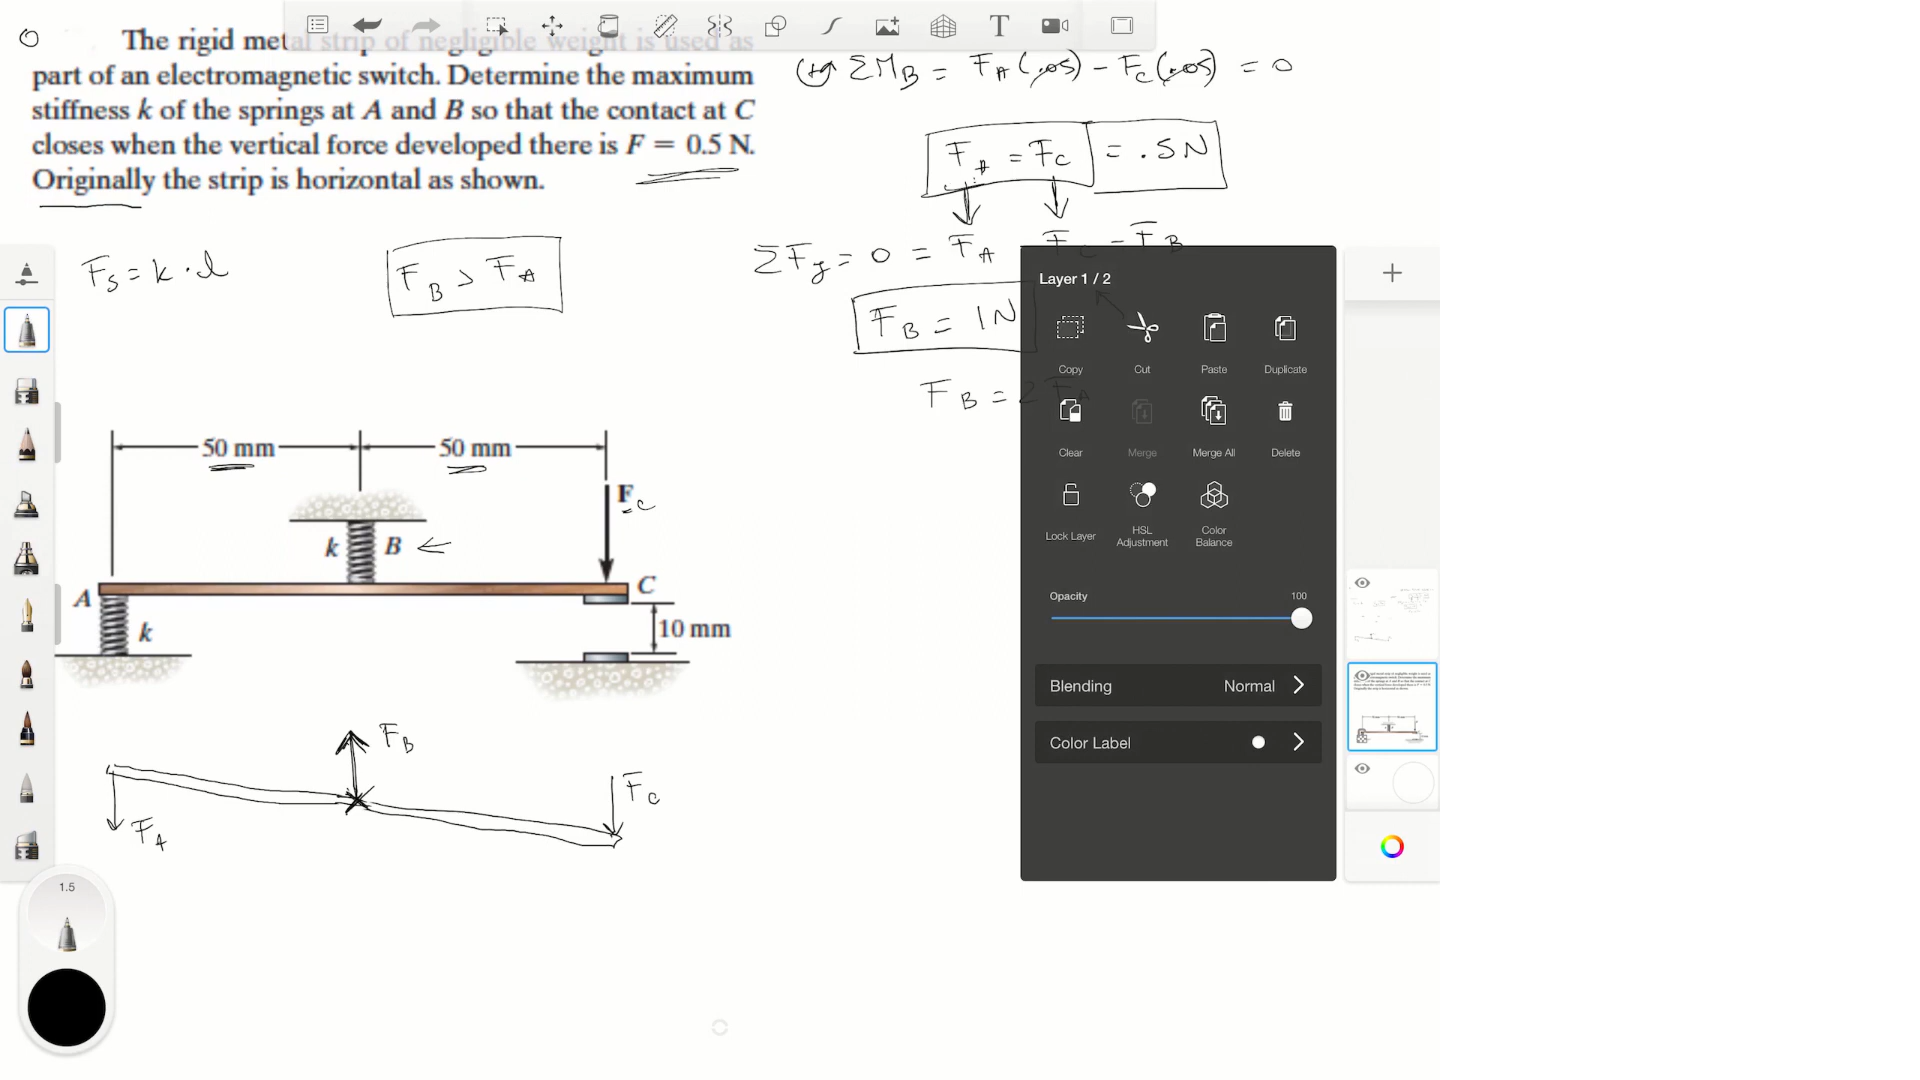 The rigid metal strip of negligible weight is used as
part of an electromagnetic switch. Determine the maximum
stiffness k of the springs at A and B so that the contact at C
closes when the vertical force developed there is F = 0.5 N.
Originally the strip is horizontal as shown.
F_S = k · l
F_B > F_A
ΣM_B = F_A (.05) - F_C (.05) = 0
F_A = F_C = .5N
ΣF_y = 0 = F_A F_C - F_B
F_B = 1N
F_B = 2 F_A
50 mm
50 mm
F_C
k B
A
C
k
10 mm
F_B
F_C
F_A
T
Layer 1 / 2
Copy Cut Paste Duplicate
Clear Merge Merge All Delete
Lock Layer HSL Adjustment Color Balance
Opacity 100
Blending Normal
Color Label
1.5